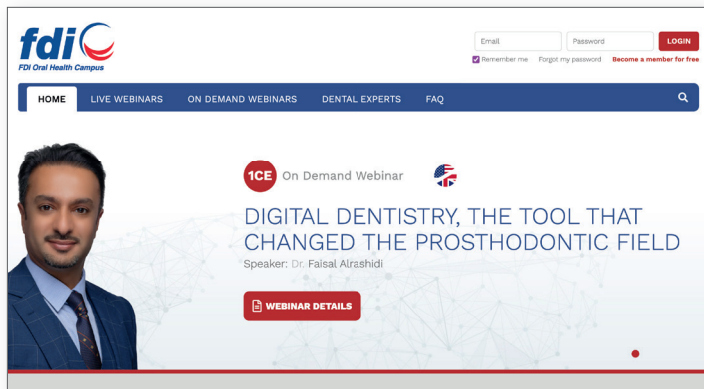 fdi
FDI Oral Health Campus
Email
Password
LOGIN
Remember me
Forgot my password
Become a member for free
HOME
LIVE WEBINARS
ON DEMAND WEBINARS
DENTAL EXPERTS
FAQ
1CE On Demand Webinar
DIGITAL DENTISTRY, THE TOOL THAT
CHANGED THE PROSTHODONTIC FIELD
Speaker: Dr. Faisal Alrashidi
WEBINAR DETAILS